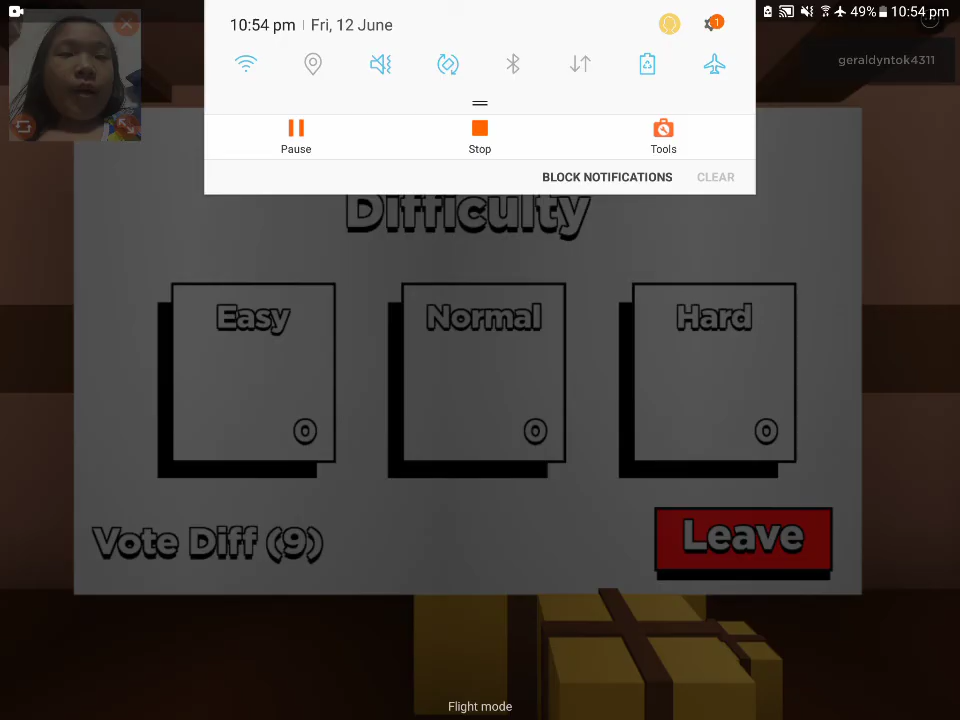 10:54 pm Fri, 12 June
1
49% 10:54 pm
geraldyntok4311
Pause
Stop
Tools
BLOCK NOTIFICATIONS
CLEAR
Difficulty
Easy
Normal
Hard
0
0
0
Vote Diff (9)
Leave
Flight mode